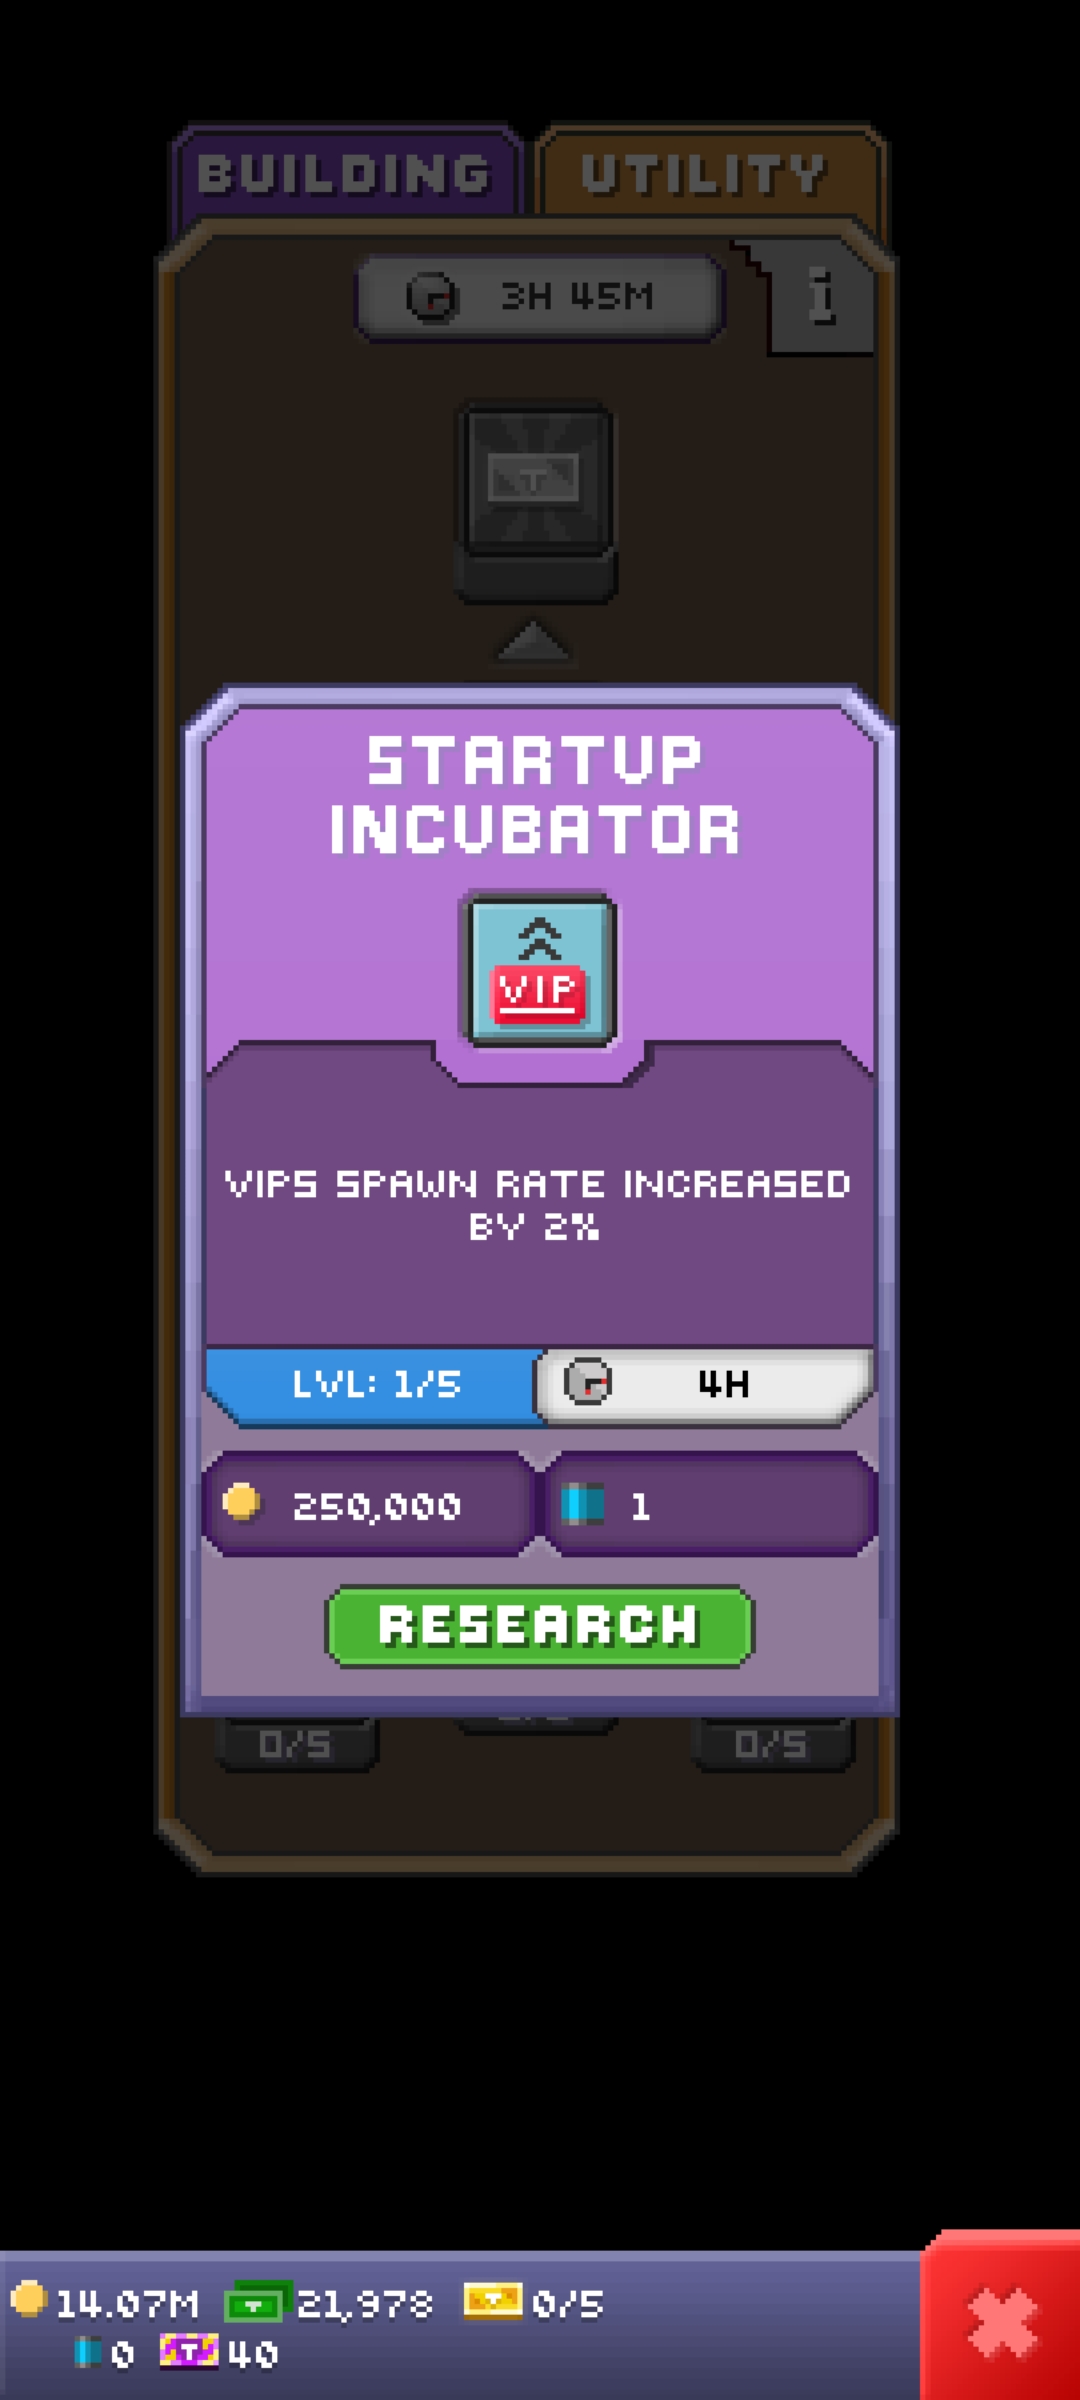 BUILDING
UTILITY
3H 45M
i
T
STARTUP
INCUBATOR
VIP
VIPS SPAWN RATE INCREASED
BY 2%
LVL: 1/5
4H
250,000
1
RESEARCH
0/5
0/5
14.07M
21,978
0/5
0
40